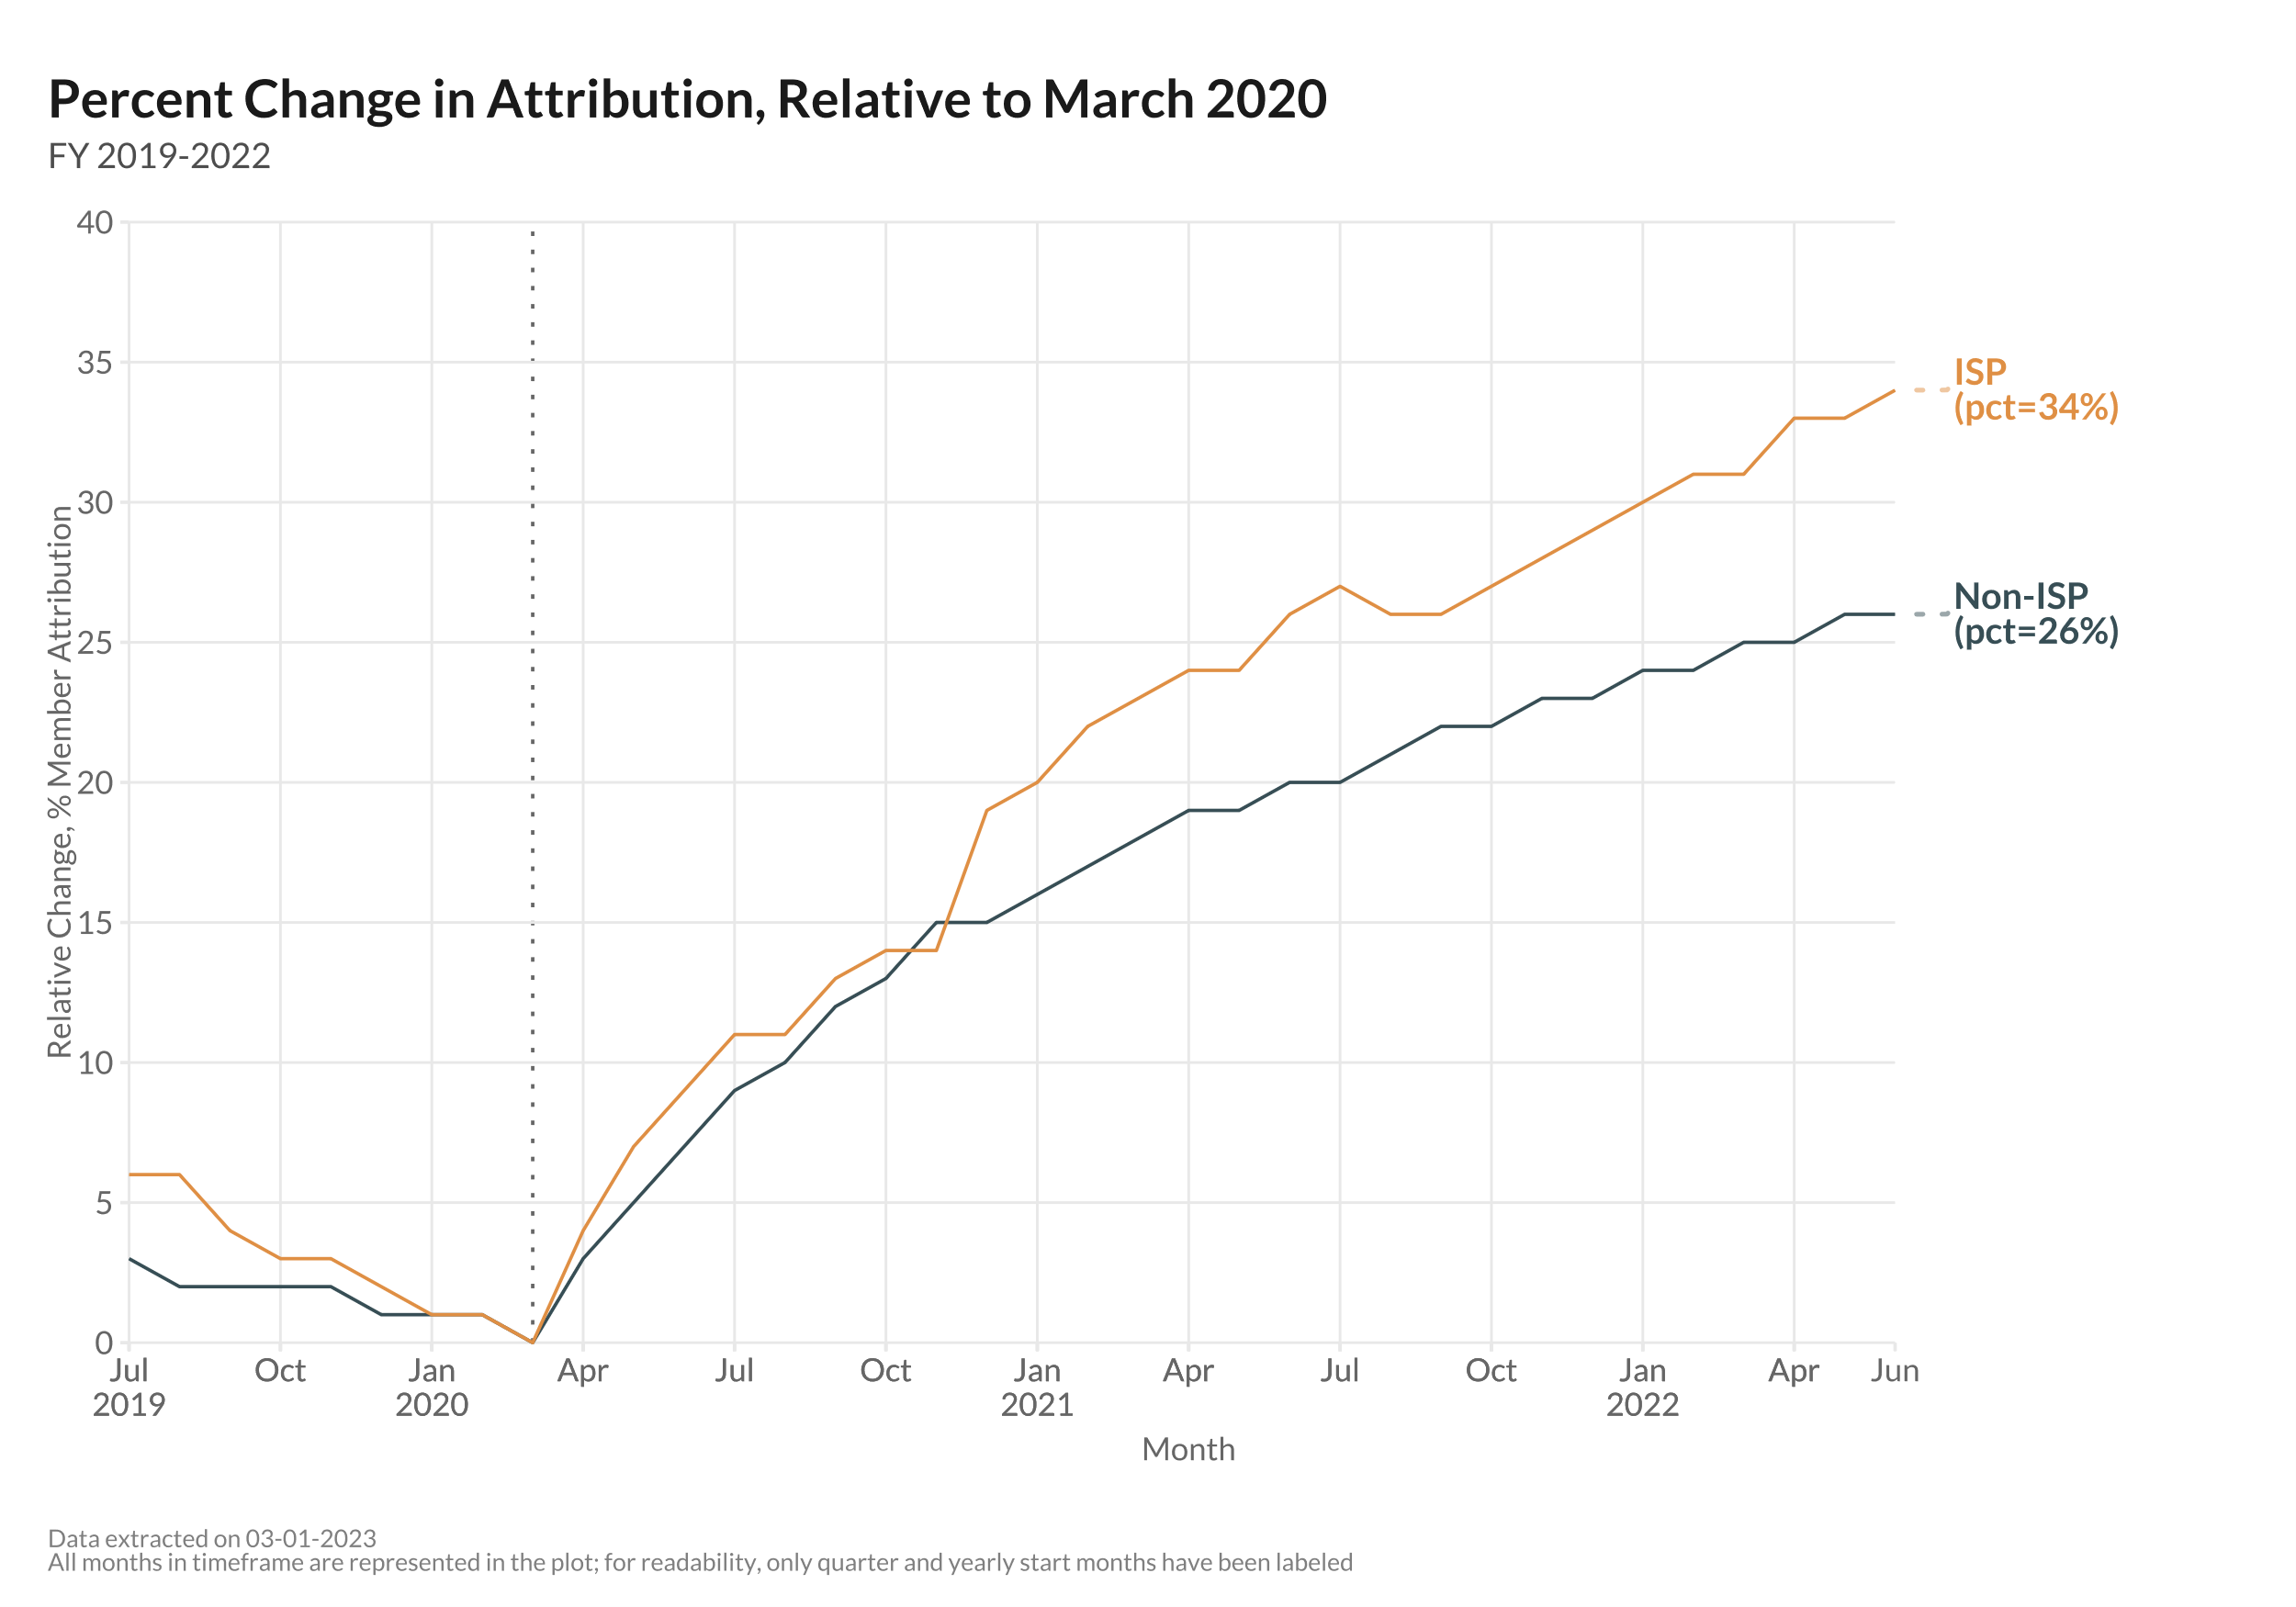 Percent Change in Attribution, Relative to March 2020
FY 2019-2022
40
35
30
25
20
15
10
5
0
Relative Change, % Member Attribution
ISP
(pct=34%)
Non-ISP
(pct=26%)
Jul Oct Jan Apr Jul Oct Jan Apr Jul Oct Jan Apr Jun
2019 2020 2021 2022
Month
Data extracted on 03-01-2023
All months in timeframe are represented in the plot; for readability, only quarter and yearly start months have been labeled